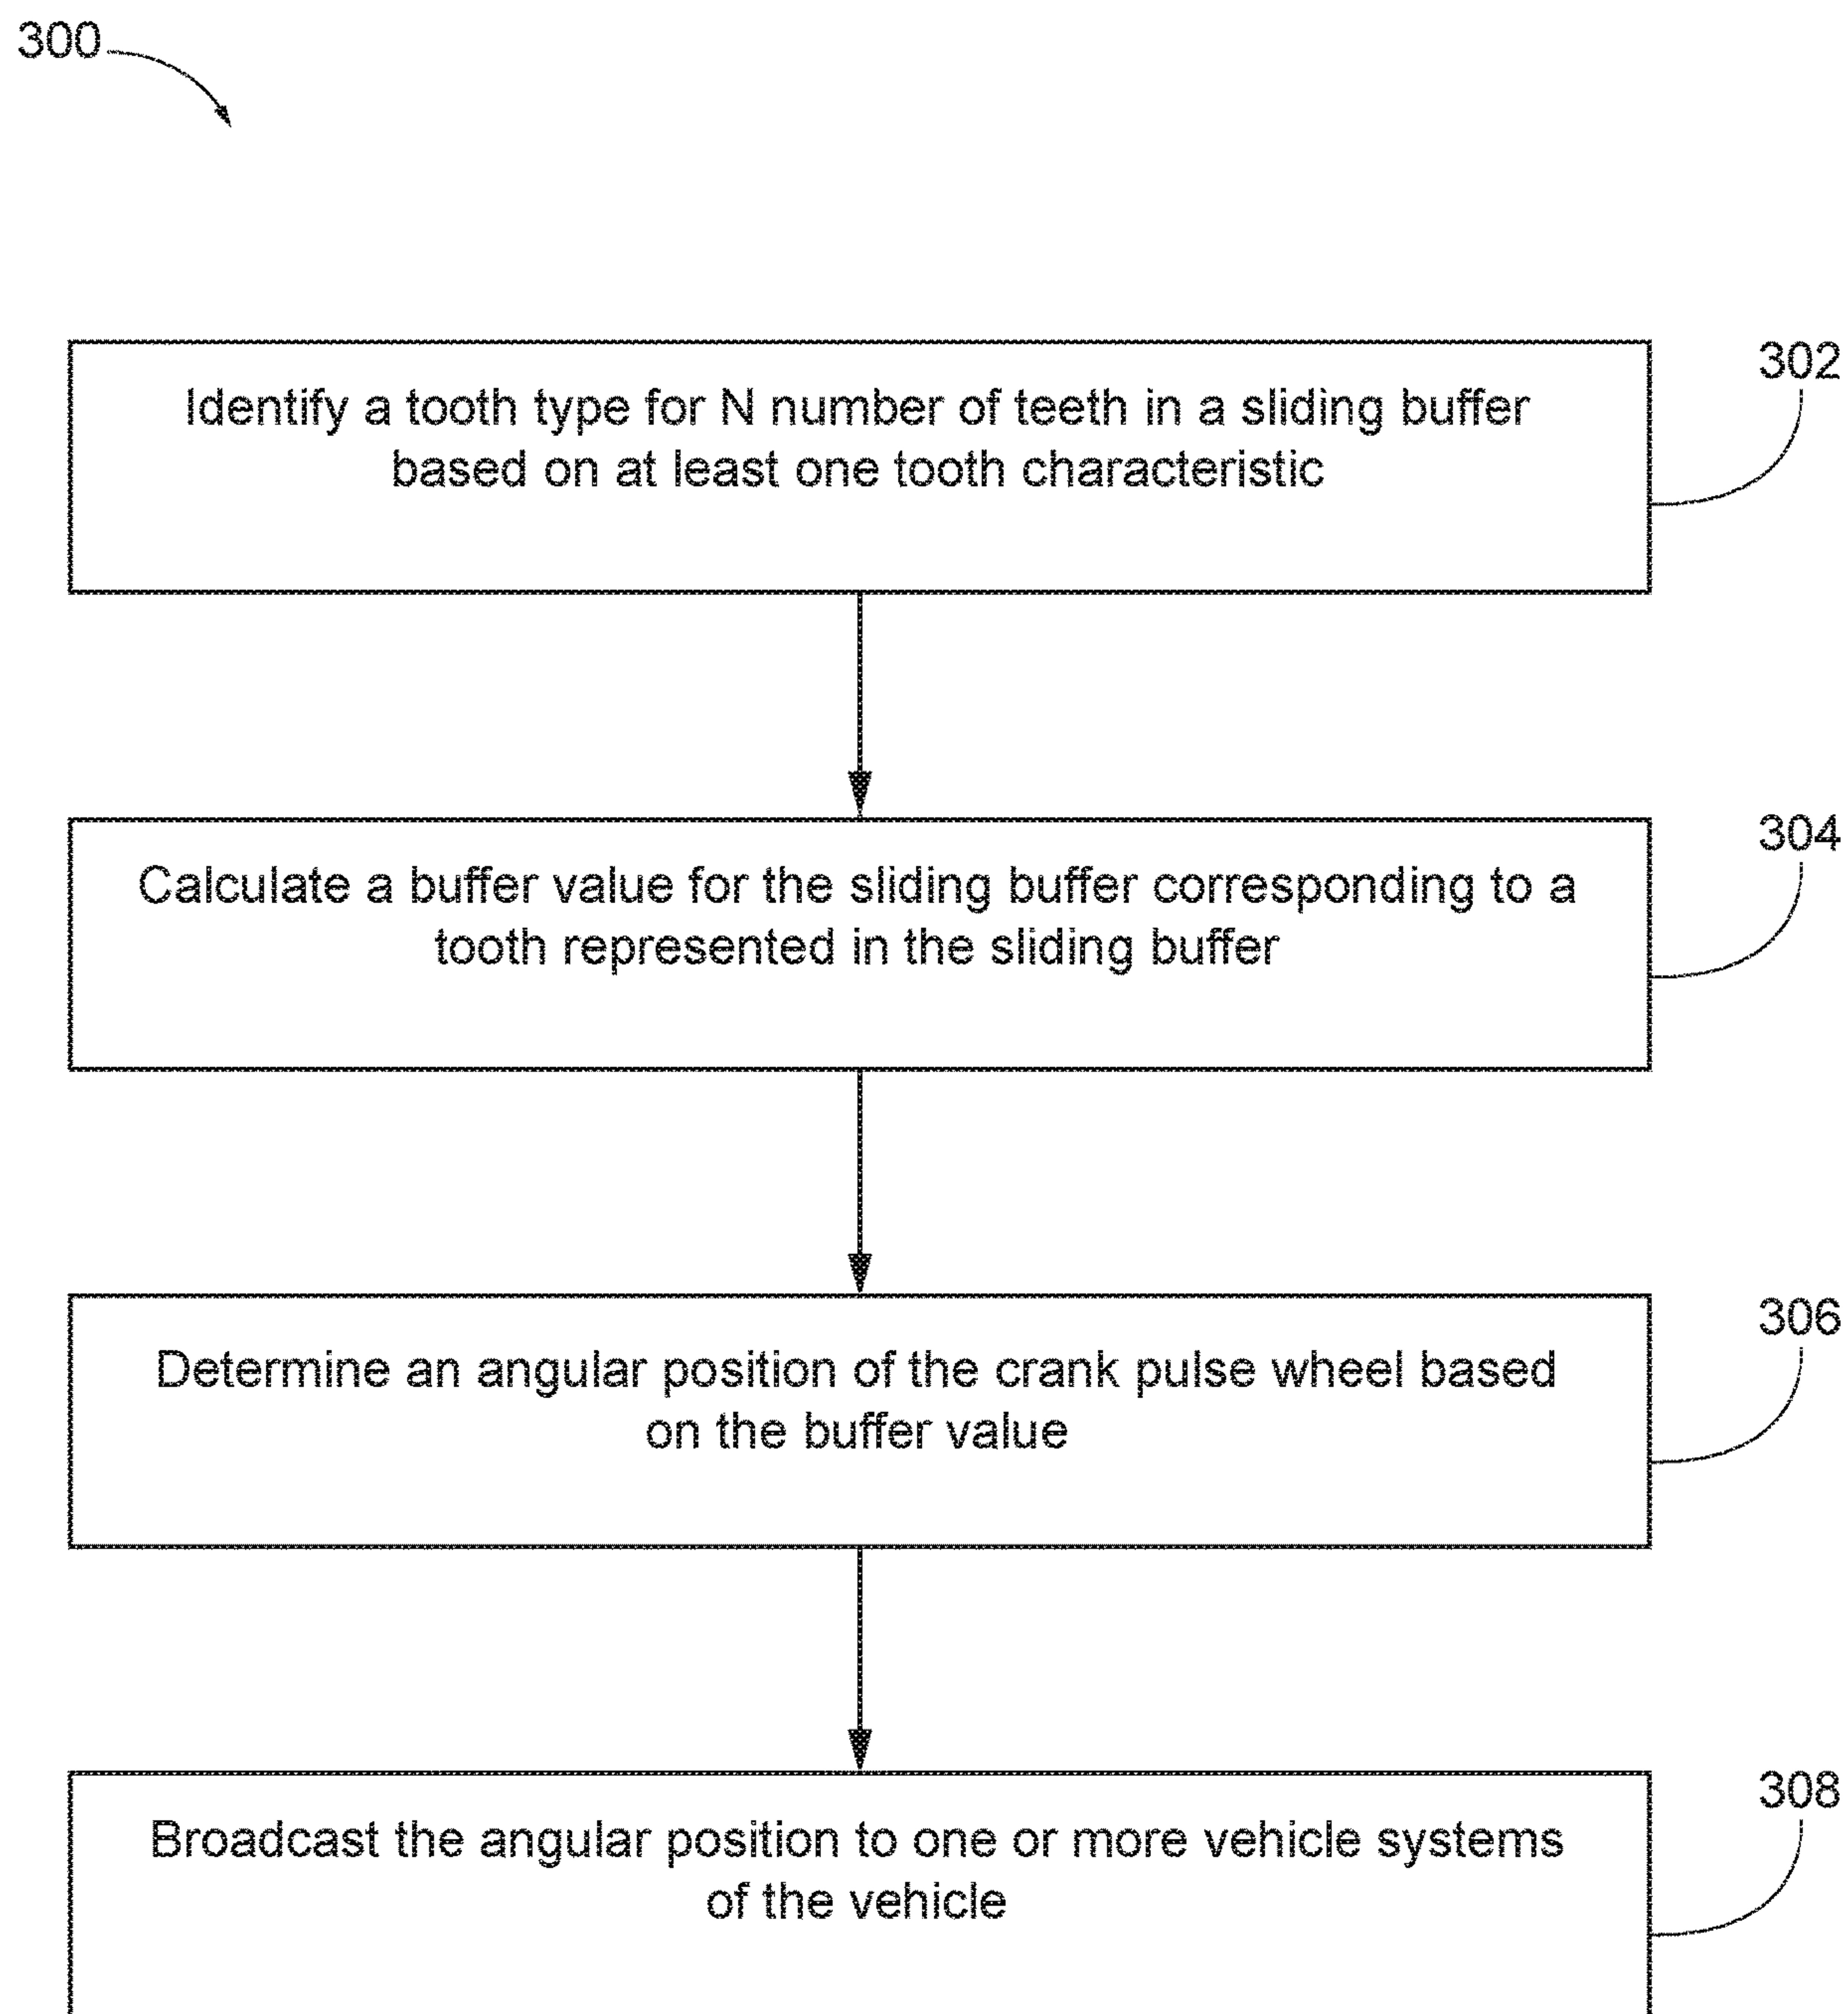 300
Identify a tooth type for N number of teeth in a sliding buffer
based on at least one tooth characteristic
302
Calculate a buffer value for the sliding buffer corresponding to a
tooth represented in the sliding buffer
304
Determine an angular position of the crank pulse wheel based
on the buffer value
306
Broadcast the angular position to one or more vehicle systems
of the vehicle
308